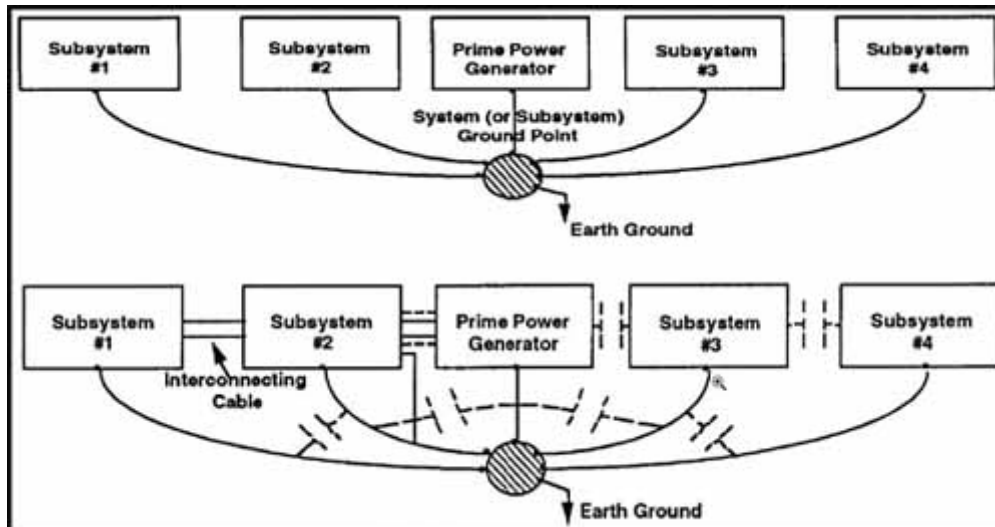 Subsystem
#1
Subsystem
#2
Prime Power
Generator
Subsystem
#3
Subsystem
#4
System (or Subsystem)
Ground Point
Earth Ground
Subsystem
#1
Subsystem
#2
Prime Power
Generator
Subsystem
#3
Subsystem
#4
Interconnecting
Cable
Earth Ground